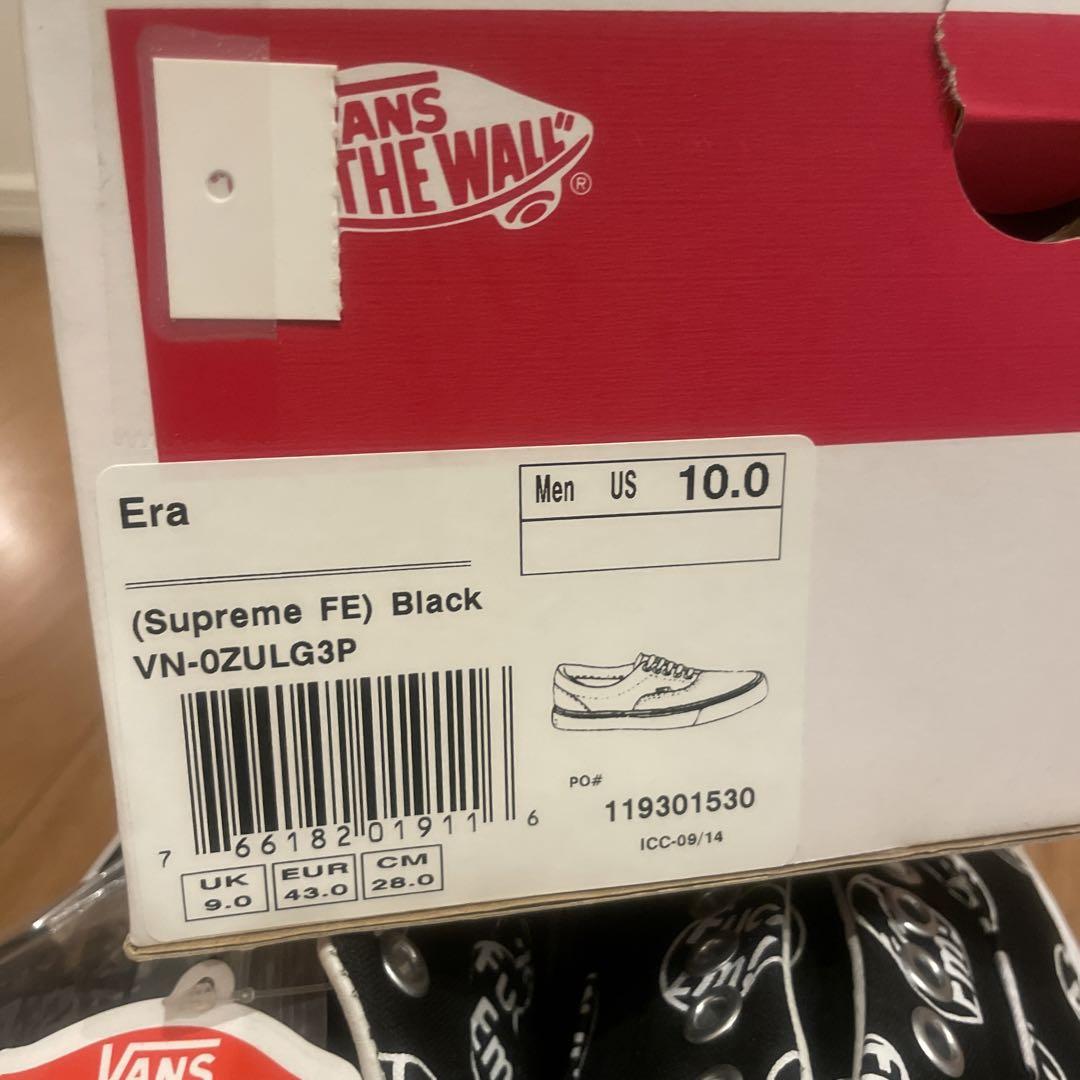 VANS
THE WALL"
®
Era
Men US 10.0
(Supreme FE) Black
VN-0ZULG3P
7 66182 01911 6
PO#
119301530
ICC-09/14
UK
9.0
EUR
43.0
CM
28.0
VANS